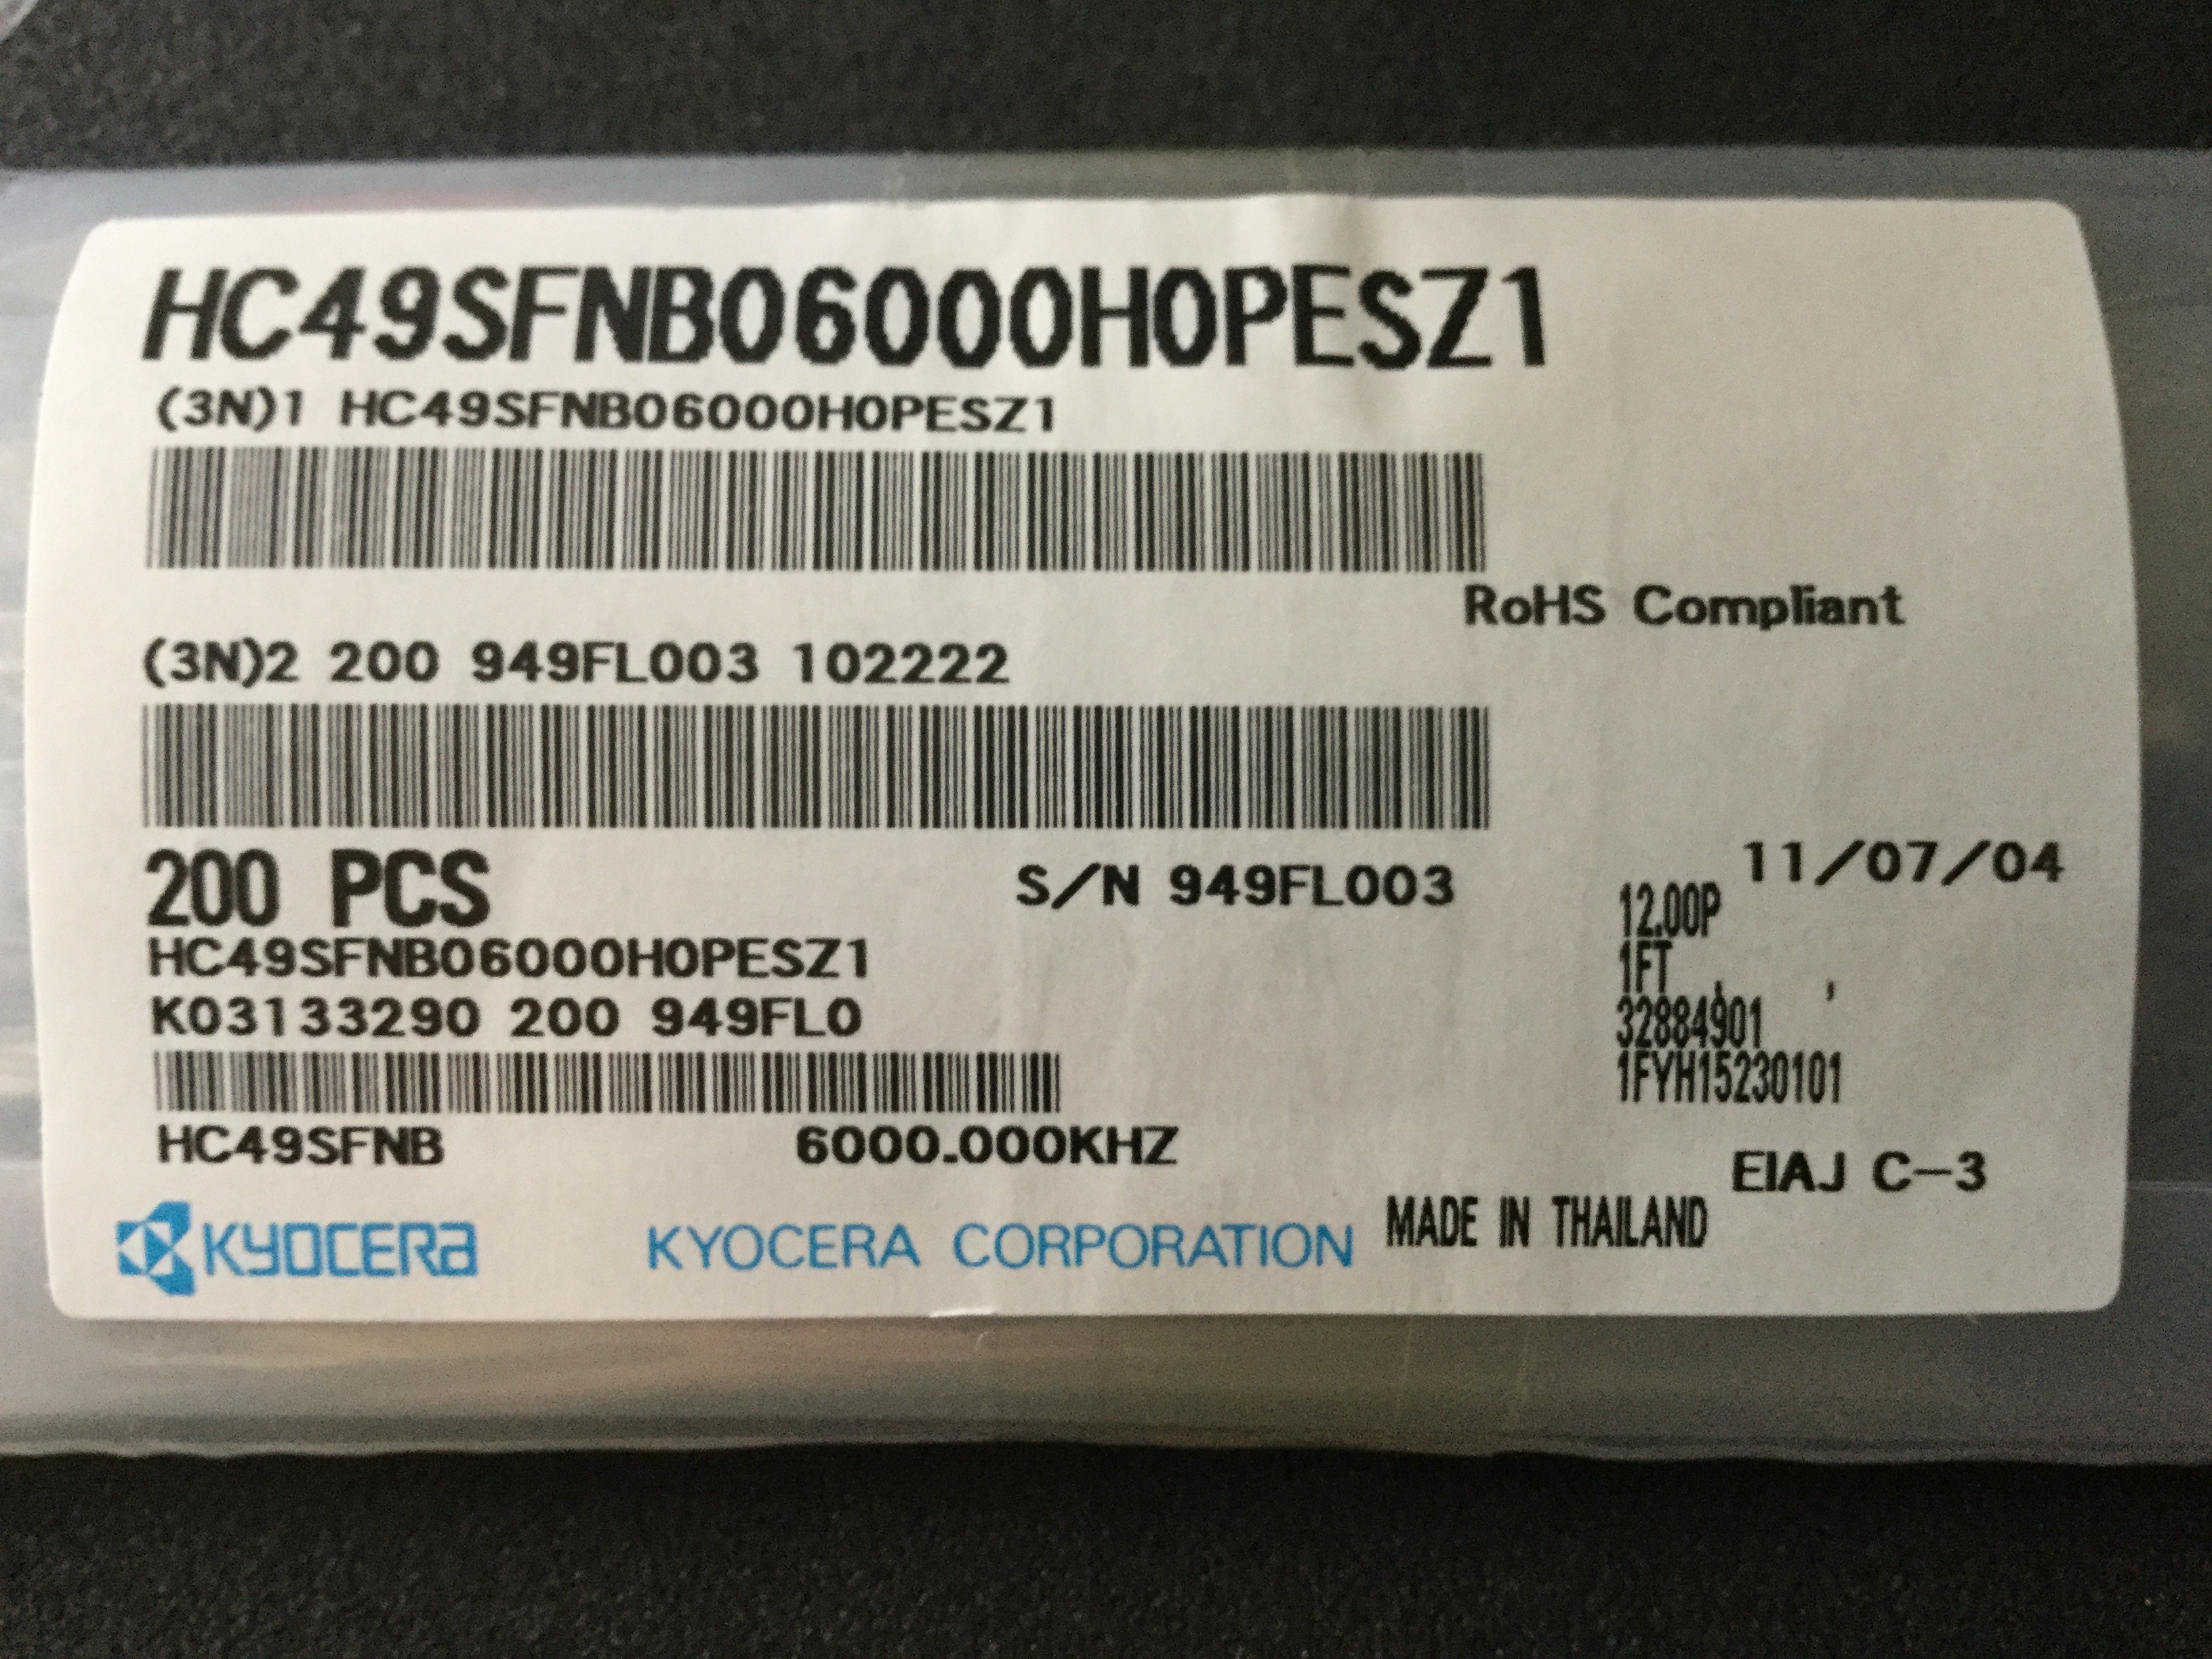 HC49SFNB06000H0PESZ1
(3N)1 HC49SFNB06000H0PESZ1
RoHS Compliant
(3N)2 200 949FL003 102222
200 PCS
S/N 949FL003
11/07/04
12.00P
HC49SFNB06000H0PESZ1
1FT , ,
K03133290 200 949FL0
32884901
1FYH15230101
HC49SFNB 6000.000KHZ
EIAJ C-3
KYOCERA KYOCERA CORPORATION MADE IN THAILAND